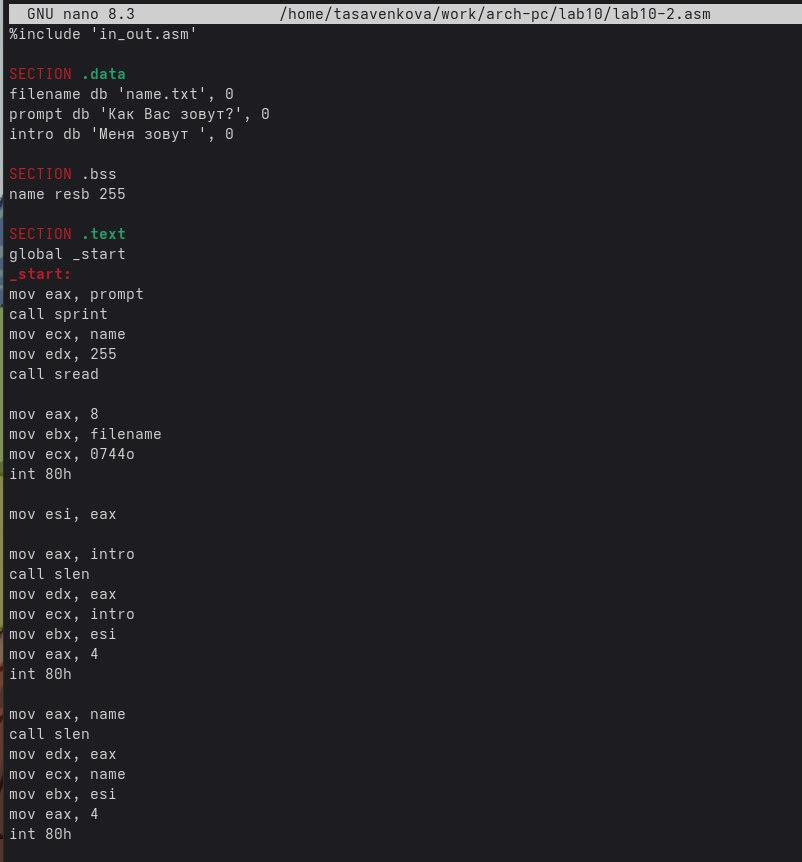 GNU nano 8.3 /home/tasavenkova/work/arch-pc/lab10/lab10-2.asm
%include 'in_out.asm'
SECTION .data
filename db 'name.txt', 0
prompt db 'Как Вас зовут?', 0
intro db 'Меня зовут ', 0
SECTION .bss
name resb 255
SECTION .text
global _start
_start:
mov eax, prompt
call sprint
mov ecx, name
mov edx, 255
call sread
mov eax, 8
mov ebx, filename
mov ecx, 0744o
int 80h
mov esi, eax
mov eax, intro
call slen
mov edx, eax
mov ecx, intro
mov ebx, esi
mov eax, 4
int 80h
mov eax, name
call slen
mov edx, eax
mov ecx, name
mov ebx, esi
mov eax, 4
int 80h